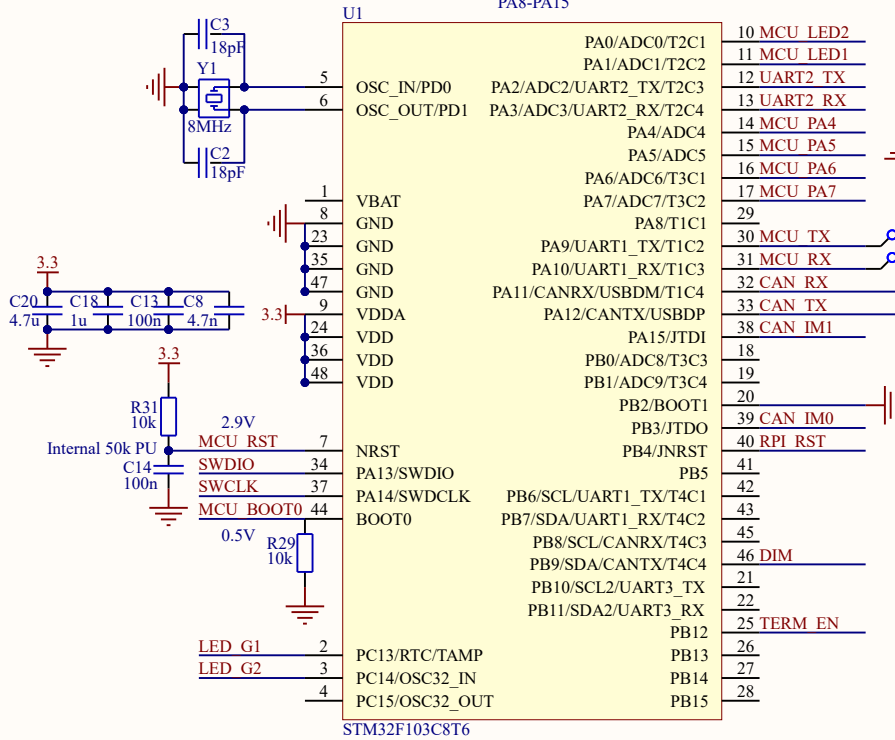 PA8-PA15
U1
C3
18pF
Y1
8MHz
C2
18pF
5 OSC_IN/PD0
6 OSC_OUT/PD1
1 VBAT
8 GND
23 GND
35 GND
47 GND
3.3 9 VDDA
24 VDD
36 VDD
48 VDD
3.3
C20 C18 C13 C8
4.7u 1u 100n 4.7n
3.3
R31
10k
2.9V
Internal 50k PU
MCU_RST 7 NRST
C14
100n
SWDIO 34 PA13/SWDIO
SWCLK 37 PA14/SWDCLK
MCU_BOOT0 44 BOOT0
0.5V
R29
10k
LED_G1 2 PC13/RTC/TAMP
LED_G2 3 PC14/OSC32_IN
4 PC15/OSC32_OUT
PA0/ADC0/T2C1 10 MCU_LED2
PA1/ADC1/T2C2 11 MCU_LED1
PA2/ADC2/UART2_TX/T2C3 12 UART2_TX
PA3/ADC3/UART2_RX/T2C4 13 UART2_RX
PA4/ADC4 14 MCU_PA4
PA5/ADC5 15 MCU_PA5
PA6/ADC6/T3C1 16 MCU_PA6
PA7/ADC7/T3C2 17 MCU_PA7
PA8/T1C1 29
PA9/UART1_TX/T1C2 30 MCU_TX
PA10/UART1_RX/T1C3 31 MCU_RX
PA11/CANRX/USBDM/T1C4 32 CAN_RX
PA12/CANTX/USBDP 33 CAN_TX
PA15/JTDI 38 CAN_IM1
PB0/ADC8/T3C3 18
PB1/ADC9/T3C4 19
PB2/BOOT1 20
PB3/JTDO 39 CAN_IM0
PB4/JNRST 40 RPI_RST
PB5 41
PB6/SCL/UART1_TX/T4C1 42
PB7/SDA/UART1_RX/T4C2 43
PB8/SCL/CANRX/T4C3 45
PB9/SDA/CANTX/T4C4 46 DIM
PB10/SCL2/UART3_TX 21
PB11/SDA2/UART3_RX 22
PB12 25 TERM_EN
PB13 26
PB14 27
PB15 28
STM32F103C8T6